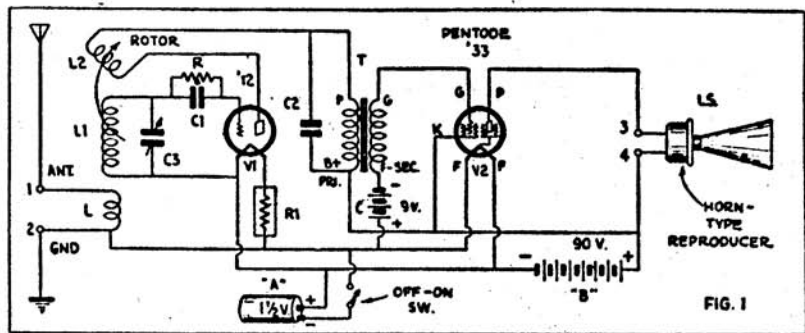 PENTODE
'33
ROTOR
L2
R
'12
T
C1
C2
P
G
G
P
L.S.
L1
C3
V1
K
3
4
B+
PRI.
F-SEC.
F
V2
F
ANT.
1
L
R1
C
-
9V.
+
HORN-
TYPE
REPRODUCER
2
GND
90 V.
-
+
"B"
"A"
- 1½V
+
-
OFF-ON
SW.
FIG. 1